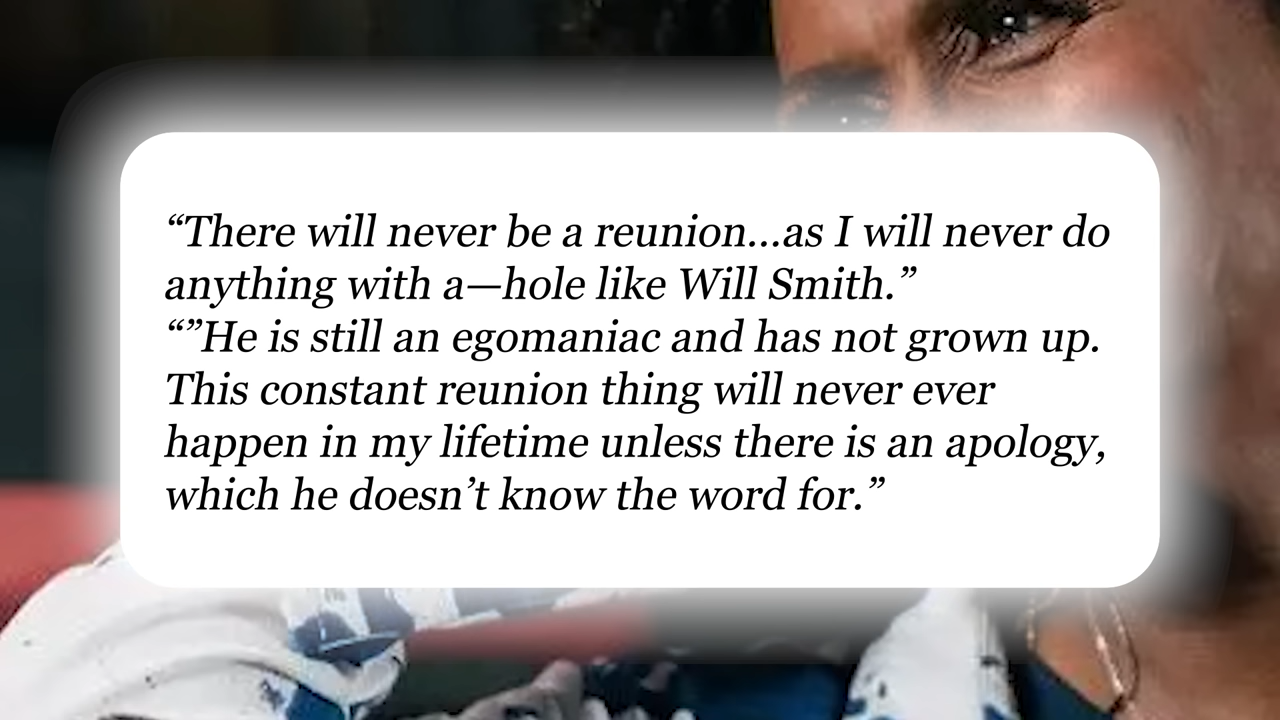 “There will never be a reunion...as I will never do
anything with a—hole like Will Smith.”
“”He is still an egomaniac and has not grown up.
This constant reunion thing will never ever
happen in my lifetime unless there is an apology,
which he doesn’t know the word for.”